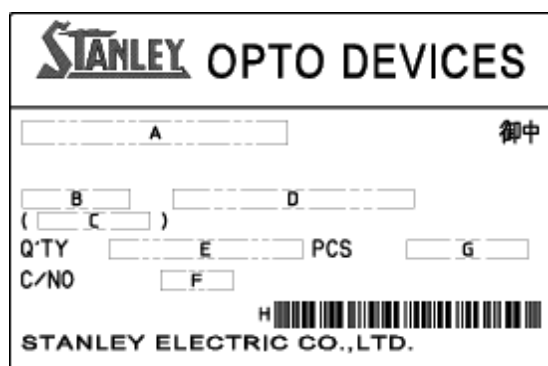 STANLEY OPTO DEVICES
A 御中
B D
( C )
Q'TY E PCS G
C/NO F
H
STANLEY ELECTRIC CO.,LTD.